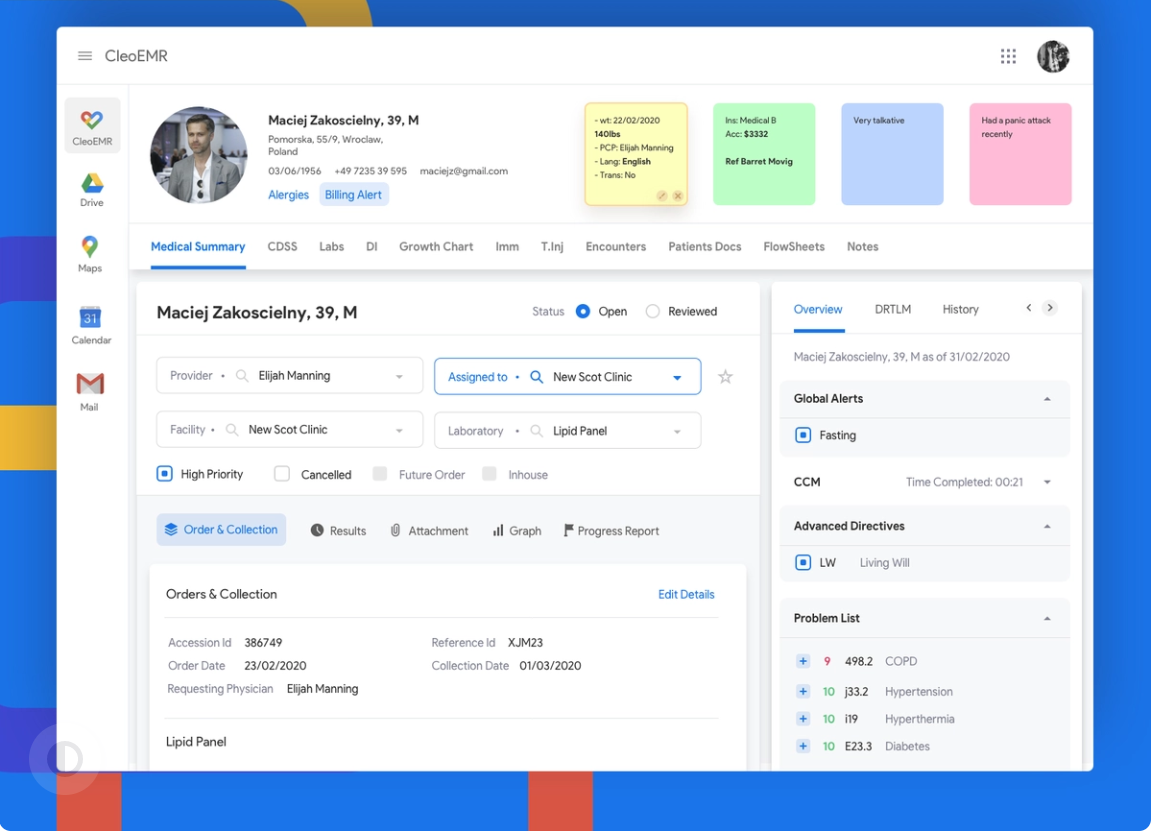 CleoEMR
CleoEMR
Drive
Maps
31
Calendar
Mail
Maciej Zakoscielny, 39, M
Pomorska, 55/9, Wroclaw,
Poland
03/06/1956 +49 7235 39 595 maciejz@gmail.com
Alergies Billing Alert
- wt: 22/02/2020
140lbs
- PCP: Elijah Manning
- Lang: English
- Trans: No
Ins: Medical B
Acc: $3332
Ref Barret Movig
Very talkative
Had a panic attack
recently
Medical Summary CDSS Labs DI Growth Chart Imm T.Inj Encounters Patients Docs FlowSheets Notes
Maciej Zakoscielny, 39, M
Status Open Reviewed
Provider • Elijah Manning
Assigned to • New Scot Clinic
Facility • New Scot Clinic
Laboratory • Lipid Panel
High Priority Cancelled Future Order Inhouse
Order & Collection Results Attachment Graph Progress Report
Orders & Collection Edit Details
Accession Id 386749 Reference Id XJM23
Order Date 23/02/2020 Collection Date 01/03/2020
Requesting Physician Elijah Manning
Lipid Panel
Overview DRTLM History
Maciej Zakoscielny, 39, M as of 31/02/2020
Global Alerts
Fasting
CCM Time Completed: 00:21
Advanced Directives
LW Living Will
Problem List
+ 9 498.2 COPD
+ 10 j33.2 Hypertension
+ 10 i19 Hyperthermia
+ 10 E23.3 Diabetes